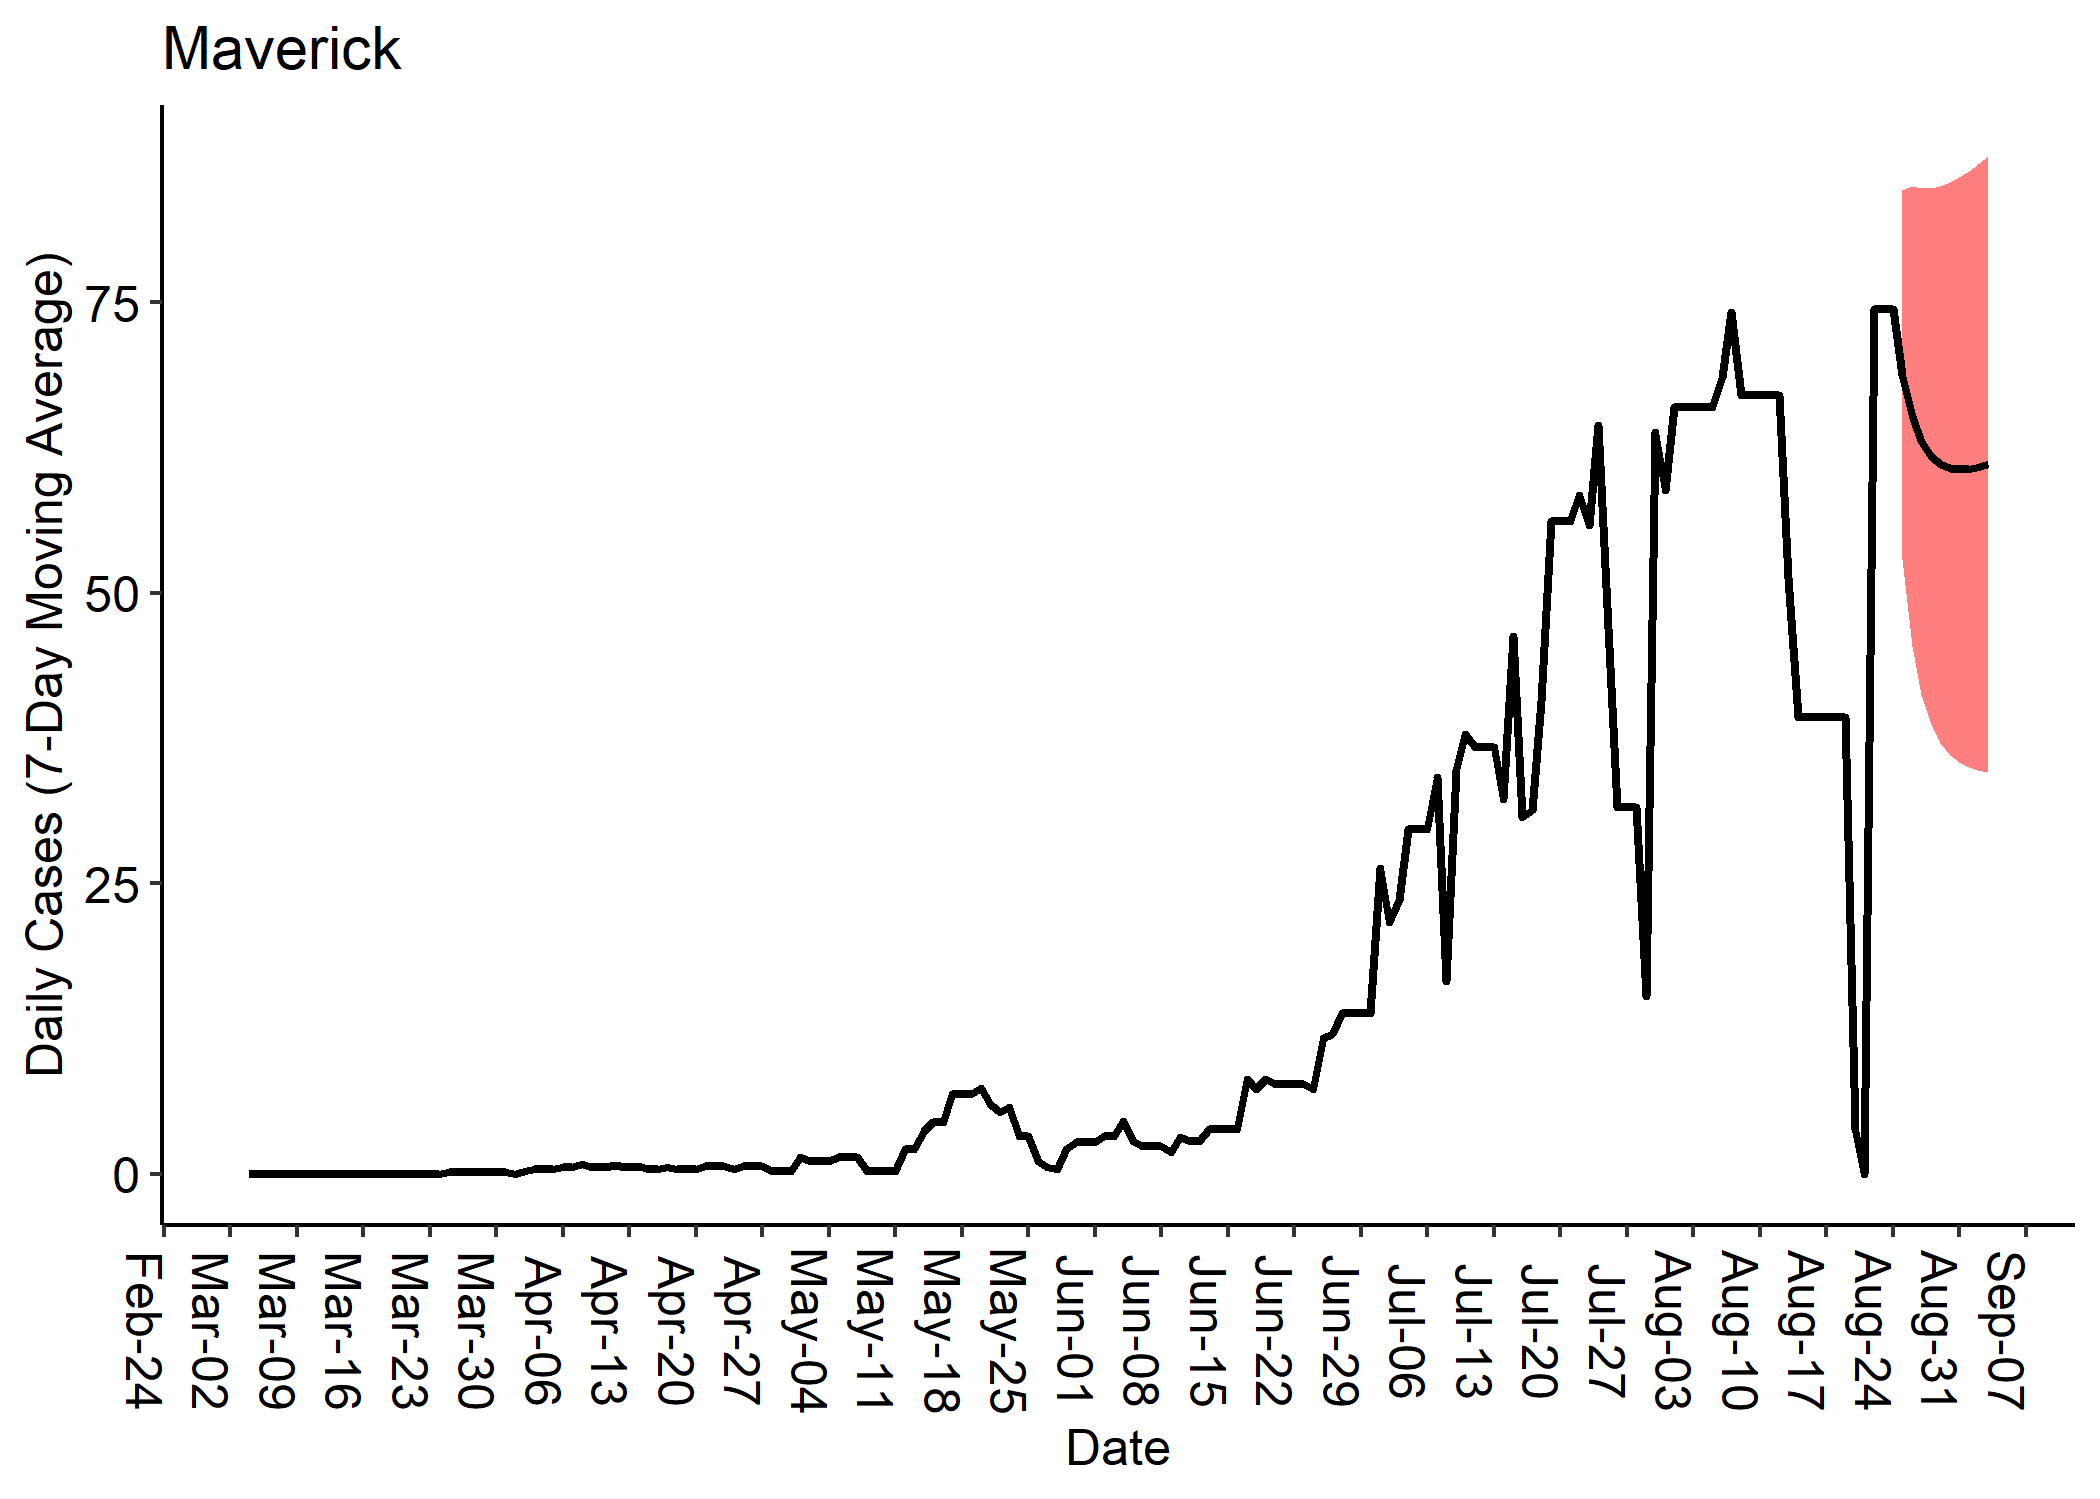 Maverick
Daily Cases (7-Day Moving Average)
75
50
25
0
Feb-24
Mar-02
Mar-09
Mar-16
Mar-23
Mar-30
Apr-06
Apr-13
Apr-20
Apr-27
May-04
May-11
May-18
May-25
Jun-01
Jun-08
Jun-15
Jun-22
Jun-29
Jul-06
Jul-13
Jul-20
Jul-27
Aug-03
Aug-10
Aug-17
Aug-24
Aug-31
Sep-07
Date